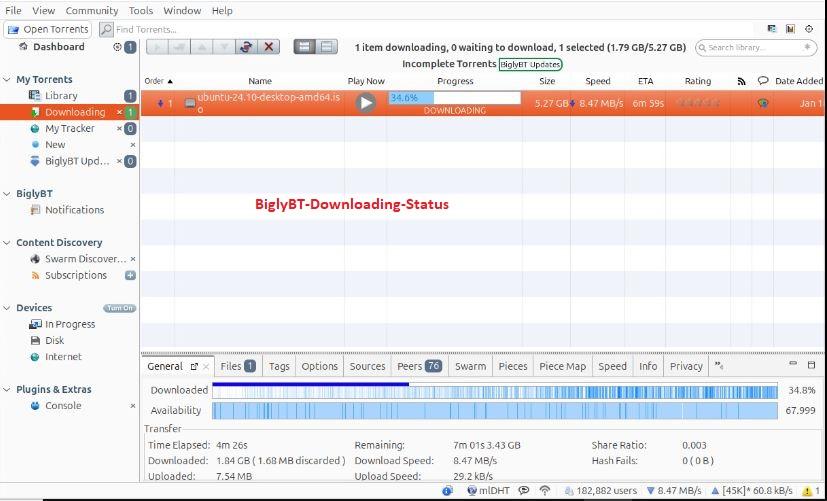 File View Community Tools Window Help
Open Torrents Find Torrents...
Dashboard 1 1 item downloading, 0 waiting to download, 1 selected (1.79 GB/5.27 GB) Search library...
Incomplete Torrents BiglyBT Updates
My Torrents Order Name Play Now Progress Size Speed ETA Rating Date Added
Library 1
Downloading 1 1 ubuntu-24.10-desktop-amd64.is 34.6% 5.27 GB 8.47 MB/s 6m 59s Jan 1
o DOWNLOADING
My Tracker 0
New
BiglyBT Upd... 0
BiglyBT
BiglyBT-Downloading-Status
Notifications
Content Discovery
Swarm Discover...
Subscriptions
Devices Turn On
In Progress
Disk
Internet
General Files 1 Tags Options Sources Peers 76 Swarm Pieces Piece Map Speed Info Privacy
Plugins & Extras
Console
Downloaded 34.8%
Availability 67.999
Transfer
Time Elapsed: 4m 26s Remaining: 7m 01s 3.43 GB Share Ratio: 0.003
Downloaded: 1.84 GB ( 1.68 MB discarded ) Download Speed: 8.47 MB/s Hash Fails: 0 ( 0 B )
Uploaded: 7.54 MB Upload Speed: 29.2 kB/s
mlDHT 182,882 users 8.47 MB/s [45K]* 60.8 kB/s 1